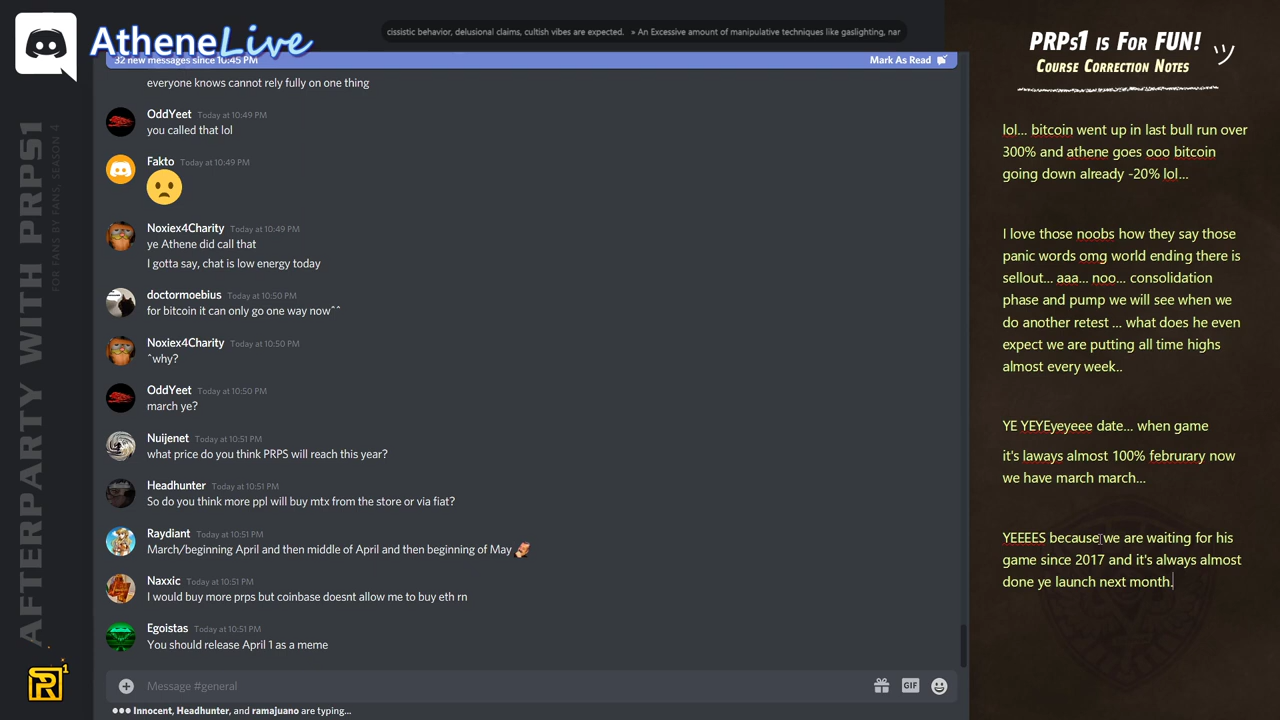 AtheneLive
cissistic behavior, delusional claims, cultish vibes are expected.   » An Excessive amount of manipulative techniques like gaslighting, nar
32 new messages since 10:45 PM
Mark As Read
everyone knows cannot rely fully on one thing
OddYeet Today at 10:49 PM
you called that lol
Fakto Today at 10:49 PM
Noxiex4Charity Today at 10:49 PM
ye Athene did call that
I gotta say, chat is low energy today
doctormoebius Today at 10:50 PM
for bitcoin it can only go one way now^^
Noxiex4Charity Today at 10:50 PM
^why?
OddYeet Today at 10:50 PM
march ye?
Nuijenet Today at 10:51 PM
what price do you think PRPS will reach this year?
Headhunter Today at 10:51 PM
So do you think more ppl will buy mtx from the store or via fiat?
Raydiant Today at 10:51 PM
March/beginning April and then middle of April and then beginning of May
Naxxic Today at 10:51 PM
I would buy more prps but coinbase doesnt allow me to buy eth rn
Egoistas Today at 10:51 PM
You should release April 1 as a meme
Message #general
GIF
Innocent, Headhunter, and ramajuano are typing...
AFTERPARTY WITH PRPS1
FOR FANS BY FANS, SEASON 4
R1
PRPs1 is For FUN!
Course Correction Notes
ツ
lol... bitcoin went up in last bull run over
300% and athene goes ooo bitcoin
going down already -20% lol...
I love those noobs how they say those
panic words omg world ending there is
sellout... aaa... noo... consolidation
phase and pump we will see when we
do another retest ... what does he even
expect we are putting all time highs
almost every week..
YE YEYEyeyeee date... when game
it's laways almost 100% februrary now
we have march march...
YEEEES because we are waiting for his
game since 2017 and it's always almost
done ye launch next month.